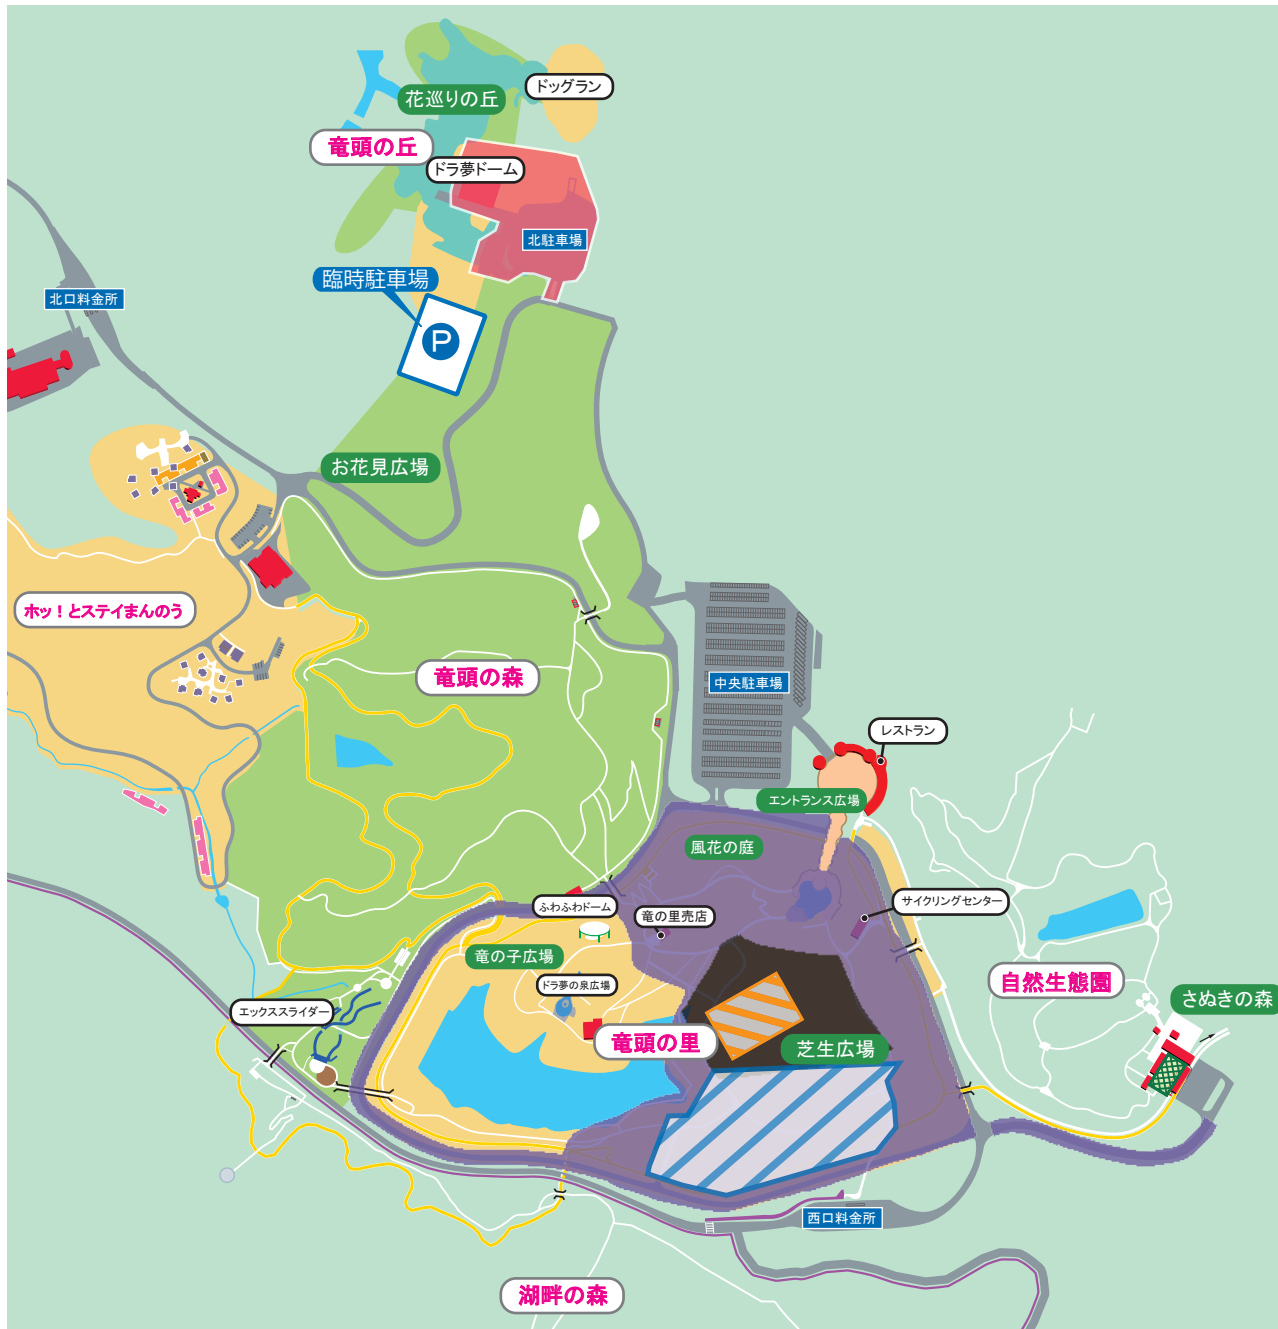 ドッグラン
花巡りの丘
竜頭の丘
ドラ夢ドーム
北駐車場
臨時駐車場
北口料金所
P
お花見広場
ホッ！とステイまんのう
竜頭の森
中央駐車場
レストラン
エントランス広場
風花の庭
サイクリングセンター
ふわふわドーム
竜の里売店
竜の子広場
自然生態園
ドラ夢の泉広場
さぬきの森
エックススライダー
竜頭の里
芝生広場
西口料金所
湖畔の森